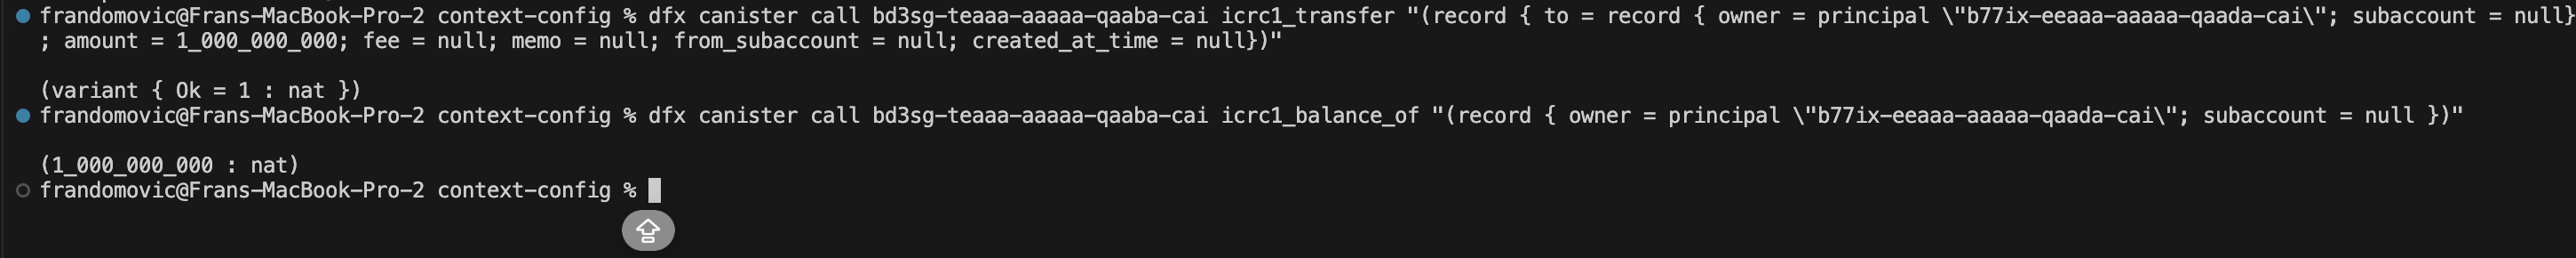 frandomovic@Frans-MacBook-Pro-2 context-config % dfx canister call bd3sg-teaaa-aaaaa-qaaba-cai icrc1_transfer "(record { to = record { owner = principal \"b77ix-eeaaa-aaaaa-qaada-cai\"; subaccount = null}
; amount = 1_000_000_000; fee = null; memo = null; from_subaccount = null; created_at_time = null})"
(variant { Ok = 1 : nat })
frandomovic@Frans-MacBook-Pro-2 context-config % dfx canister call bd3sg-teaaa-aaaaa-qaaba-cai icrc1_balance_of "(record { owner = principal \"b77ix-eeaaa-aaaaa-qaada-cai\"; subaccount = null })"
(1_000_000_000 : nat)
frandomovic@Frans-MacBook-Pro-2 context-config %